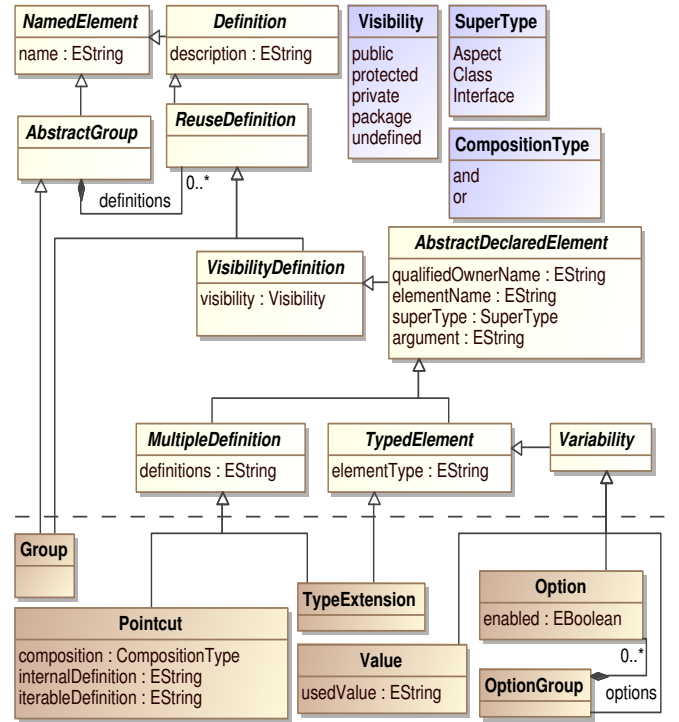 NamedElement
name : EString
Definition
description : EString
Visibility
public
protected
private
package
undefined
SuperType
Aspect
Class
Interface
AbstractGroup
ReuseDefinition
0..*
definitions
CompositionType
and
or
VisibilityDefinition
visibility : Visibility
AbstractDeclaredElement
qualifiedOwnerName : EString
elementName : EString
superType : SuperType
argument : EString
MultipleDefinition
definitions : EString
TypedElement
elementType : EString
Variability
Group
Pointcut
composition : CompositionType
internalDefinition : EString
iterableDefinition : EString
TypeExtension
Value
usedValue : EString
Option
enabled : EBoolean
0..*
options
OptionGroup